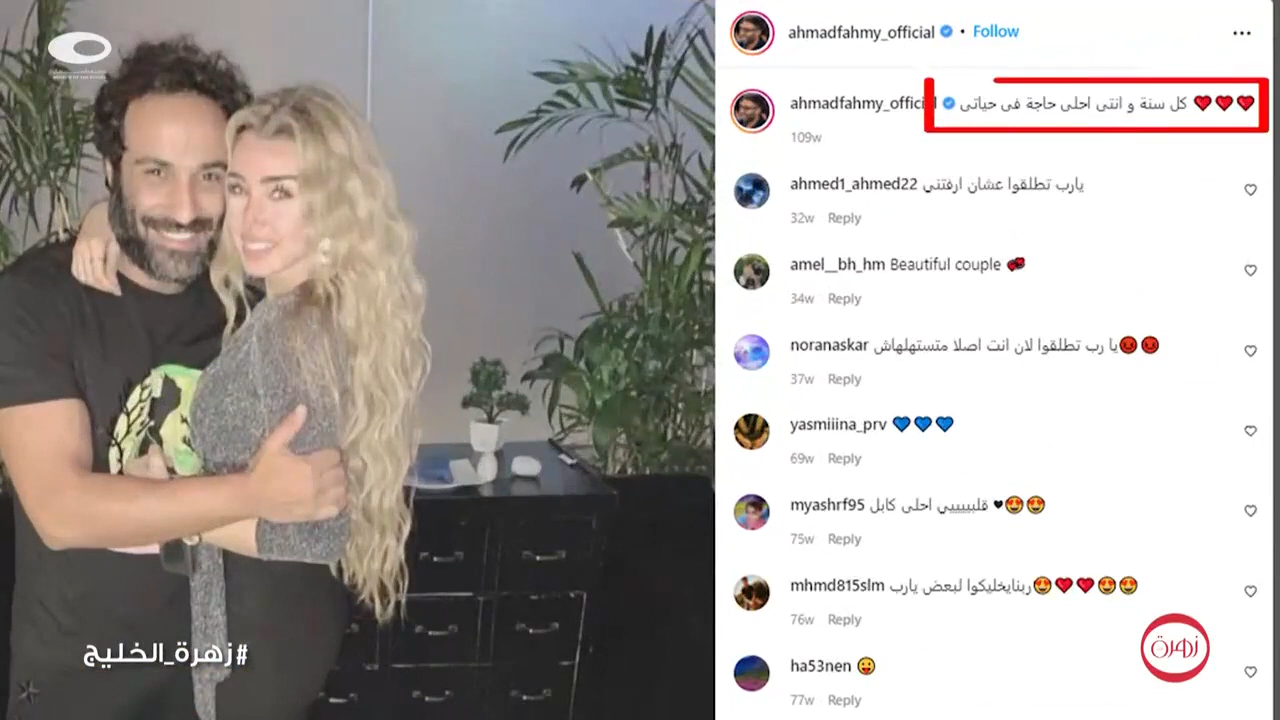 ahmadfahmy_official • Follow
ahmadfahmy_official كل سنة و انتى احلى حاجة فى حياتى ❤❤❤
109w
ahmed1_ahmed22 يارب تطلقوا عشان ارفتني
32w Reply
amel__bh_hm Beautiful couple 💞
34w Reply
noranaskar يا رب تطلقوا لان انت اصلا متستهلهاش😡😡
37w Reply
yasmiiina_prv 💙💙💙
69w Reply
myashrf95 قلبيييييي احلى كابل ♥😍😍
75w Reply
mhmd815slm ربنايخليكوا لبعض يارب😍❤❤😍😍
76w Reply
ha53nen 😜
77w Reply
#زهرة_الخليج
زهرة